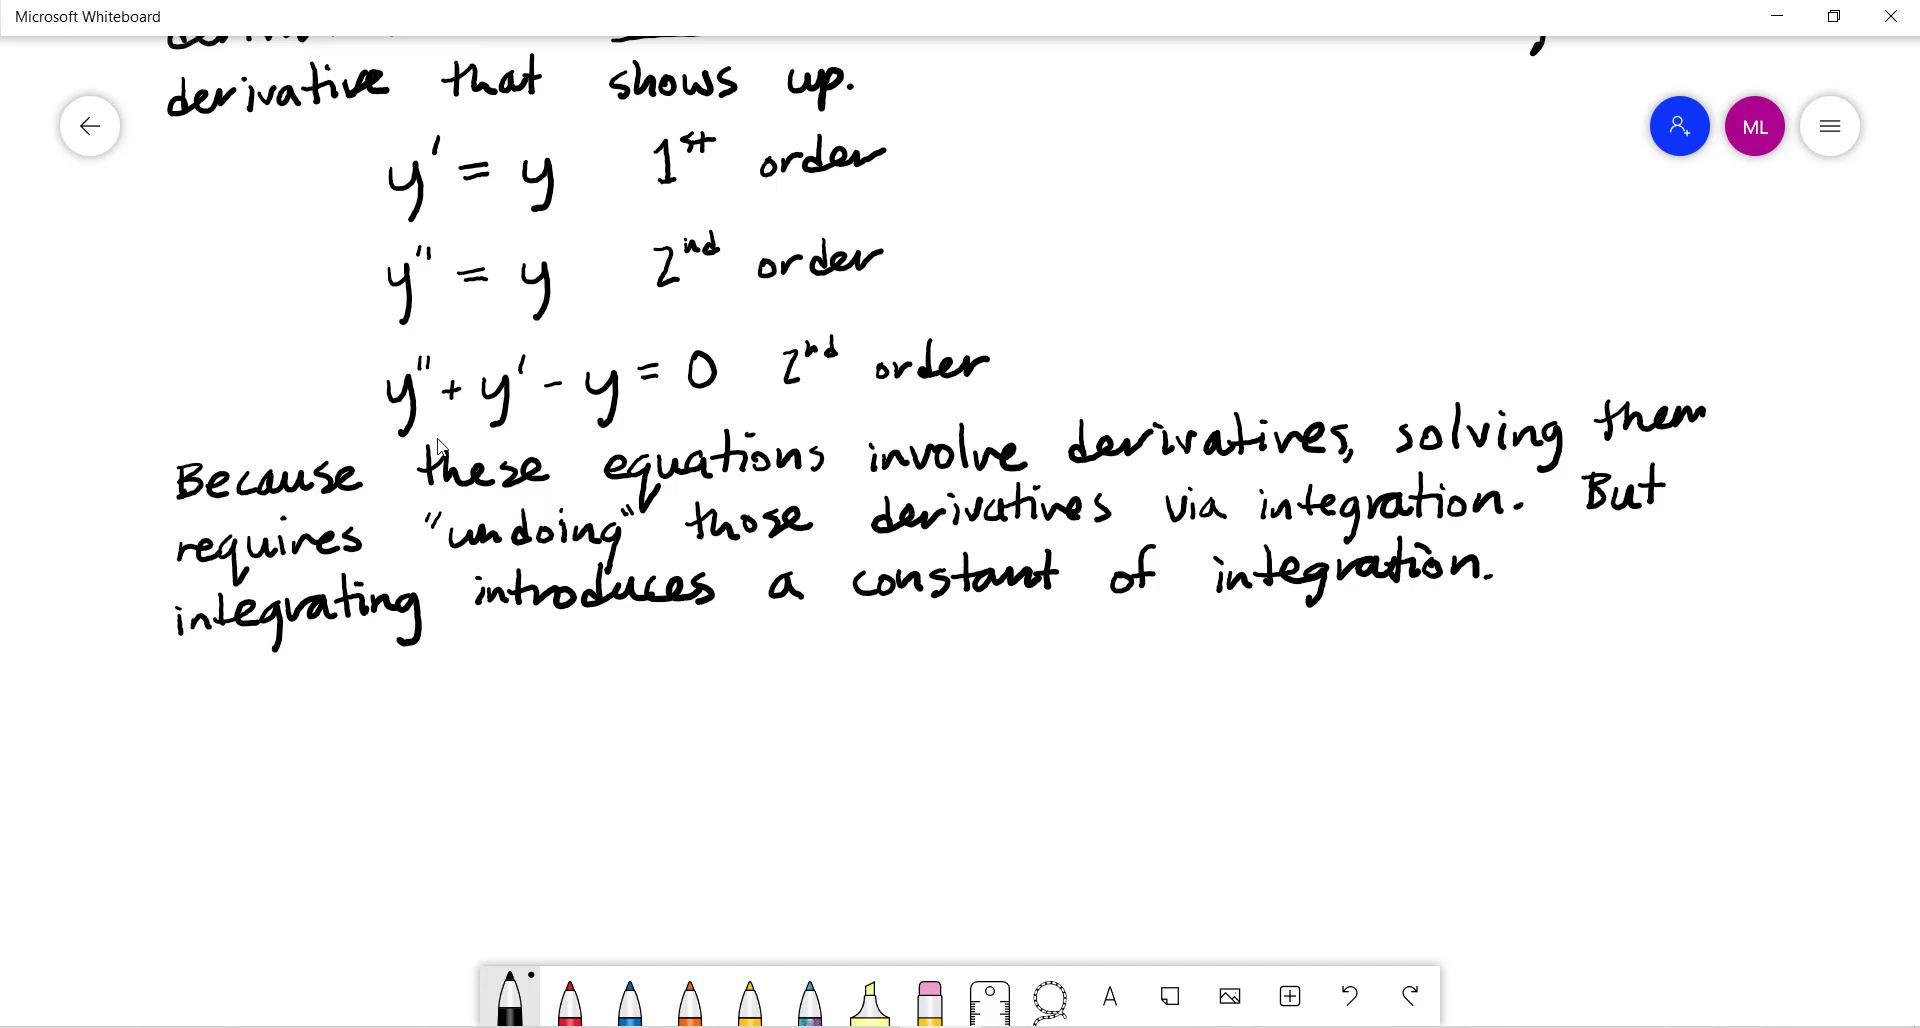 Microsoft Whiteboard
derivative that shows up.
y' = y 1st order
y" = y 2nd order
y" + y' - y = 0 2nd order
Because these equations involve derivatives, solving them
requires "undoing" those derivatives via integration. But
integrating introduces a constant of integration.
ML
A